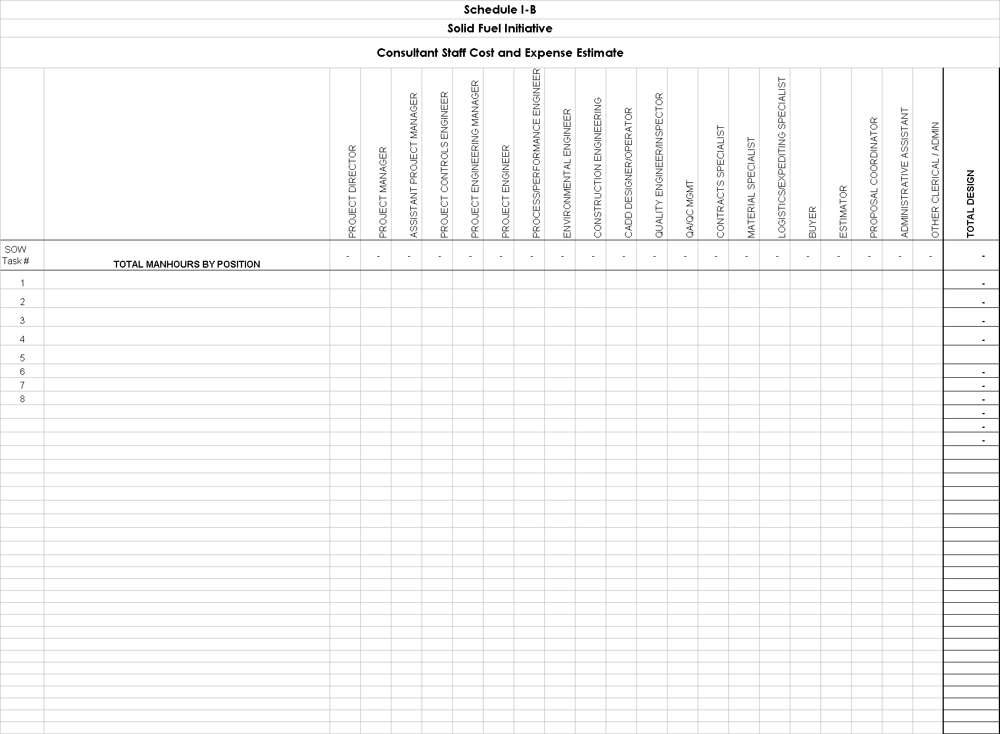 Schedule I-B
Solid Fuel Initiative
Consultant Staff Cost and Expense Estimate
PROJECT DIRECTOR
PROJECT MANAGER
ASSISTANT PROJECT MANAGER
PROJECT CONTROLS ENGINEER
PROJECT ENGINEERING MANAGER
PROJECT ENGINEER
PROCESS/PERFORMANCE ENGINEER
ENVIRONMENTAL ENGINEER
CONSTRUCTION ENGINEERING
CADD DESIGNER/OPERATOR
QUALITY ENGINEER/INSPECTOR
QA/QC MGMT
CONTRACTS SPECIALIST
MATERIAL SPECIALIST
LOGISTICS/EXPEDITING SPECIALIST
BUYER
ESTIMATOR
PROPOSAL COORDINATOR
ADMINISTRATIVE ASSISTANT
OTHER CLERICAL / ADMIN
TOTAL DESIGN
SOW
Task #
TOTAL MANHOURS BY POSITION - - - - - - - - - - - - - - - - - - - - -
1 -
2 -
3 -
4 -
5
6 -
7 -
8 -
-
-
-